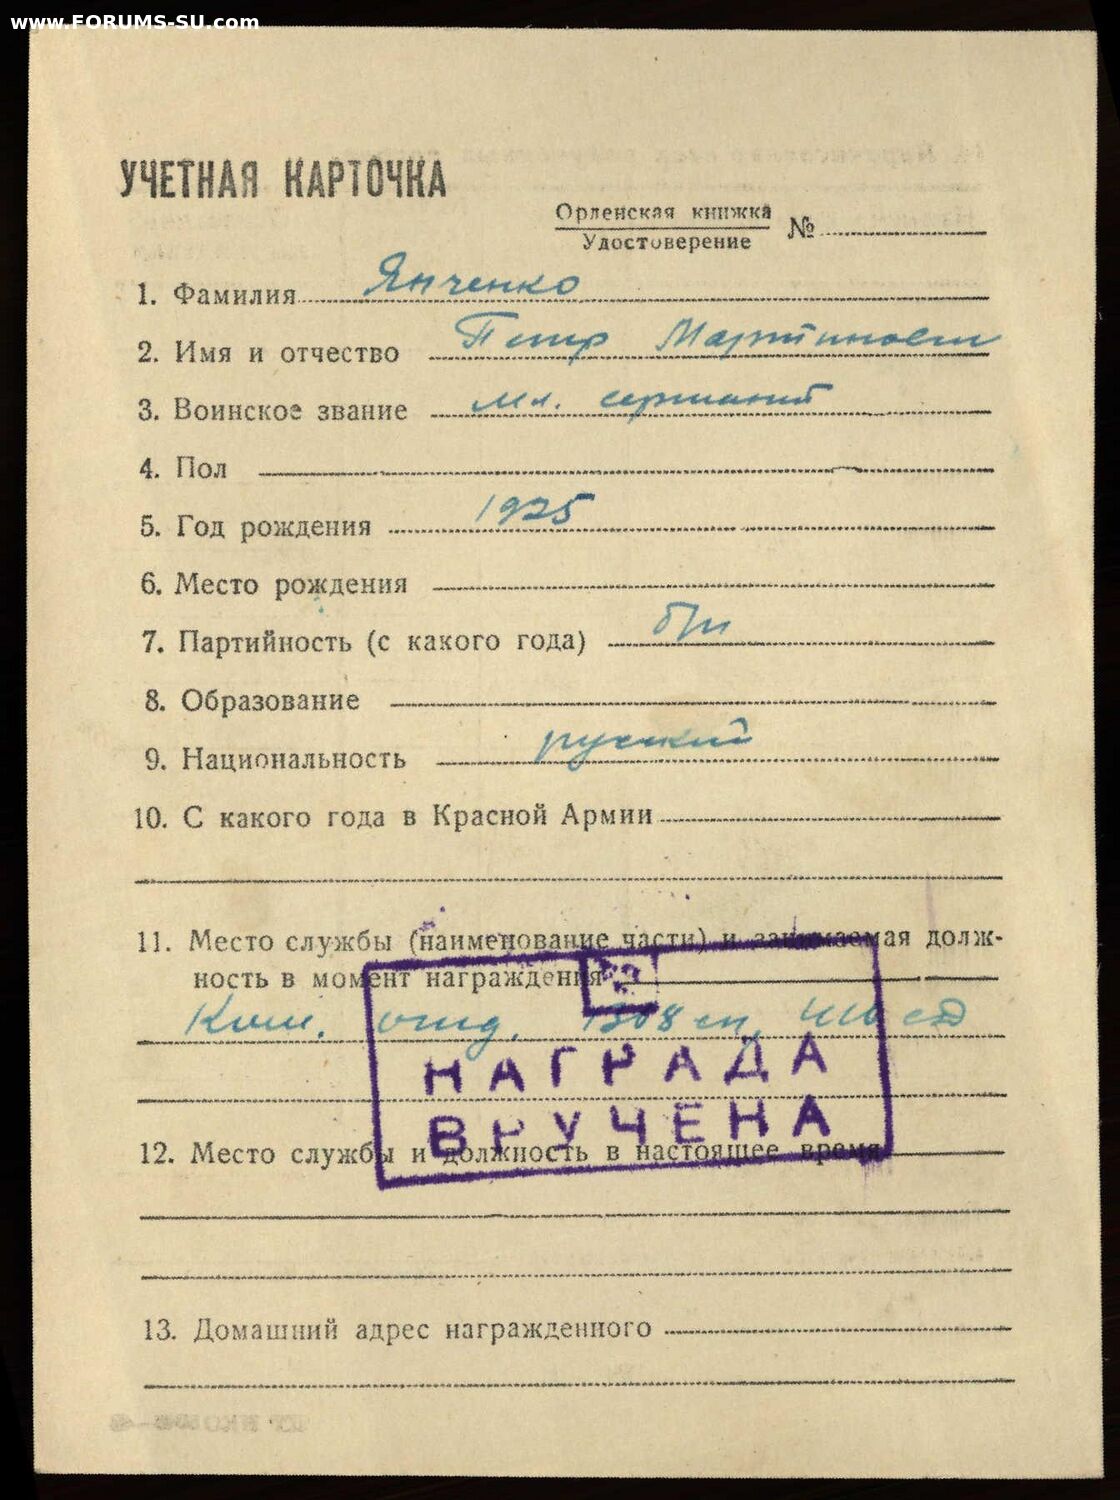 www.FORUMS-SU.com
УЧЕТНАЯ КАРТОЧКА
Орденская книжка
Удостоверение №
1. Фамилия Янченко
2. Имя и отчество Петр Мартинович
3. Воинское звание мл. сержант
4. Пол
5. Год рождения 1925
6. Место рождения
7. Партийность (с какого года) б/п
8. Образование
9. Национальность русский
10. С какого года в Красной Армии
11. Место службы (наименование части) и занимаемая долж-
ность в момент награждения
Ком. отд. 1308 сп, сд
НАГРАДА
ВРУЧЕНА
12. Место службы и должность в настоящее время
13. Домашний адрес награжденного